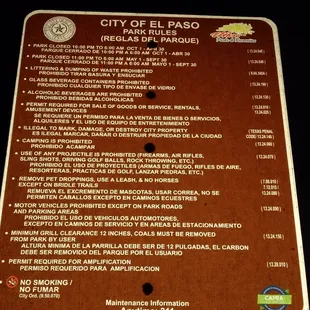 CITY OF EL PASO
PARK RULES
(REGLAS DEL PARQUE)
• PARK CLOSED 10:00 PM TO 6:00 AM OCT 1 - APR 30
PARQUE CERRADO DE 10:00 PM A 6:00 AM OCT 1 - ABR 30
• PARK CLOSED 11:00 PM TO 6:00 AM MAY 1 - SEPT 30
PARQUE CERRADO DE 11:00 PM A 6:00 AM MAYO 1 - SEPT 30
• LITTERING & DUMPING OF WASTE PROHIBITED
PROHIBIDO TIRAR BASURA Y ENSUCIAR
• GLASS BEVERAGE CONTAINERS PROHIBITED
PROHIBIDO CUALQUIER TIPO DE ENVASE DE VIDRIO
• ALCOHOLIC BEVERAGES ARE PROHIBITED
PROHIBIDO BEBIDAS ALCOHOLICAS
• PERMIT REQUIRED FOR SALE OF GOODS OR SERVICE, RENTALS,
AMUSEMENT DEVICES
SE REQUIERE UN PERMISO PARA LA VENTA DE BIENES O SERVICIOS,
ALQUILERES Y EL USO DE EQUIPO DE ENTRETENIMIENTO
• ILLEGAL TO MARK, DAMAGE, OR DESTROY CITY PROPERTY
ES ILEGAL MARCAR, DAÑAR O DESTRUIR PROPIEDAD DE LA CIUDAD
• CAMPING IS PROHIBITED
PROHIBIDO ACAMPAR
• USE OF ANY PROJECTILES IS PROHIBITED (FIREARMS, AIR RIFLES,
SLING SHOTS, DRIVING GOLF BALLS, ROCK THROWING, ETC.)
PROHIBIDO EL USO DE PROYECTILES (ARMAS DE FUEGO, RIFLES DE AIRE,
RESORTERAS, PRACTICAS DE GOLF, LANZAR PIEDRAS, ETC.)
• REMOVE PET DROPPINGS, USE A LEASH, & NO HORSES
EXCEPT ON BRIDLE TRAILS
REMUEVA EL EXCREMENTO DE MASCOTAS, USAR CORREA, NO SE
PERMITEN CABALLOS EXCEPTO EN CAMINOS ECUESTRES
• MOTOR VEHICLES PROHIBITED EXCEPT ON PARK ROADS
AND PARKING AREAS
PROHIBIDO EL USO DE VEHICULOS AUTOMOTORES,
EXCEPTO EN CAMINOS DE SERVICIO Y EN AREAS DE ESTACIONAMIENTO
• MINIMUM GRILL CLEARANCE 12 INCHES. COALS MUST BE REMOVED
FROM PARK BY USER
ALTURA MINIMA DE LA PARRILLA DEBE SER DE 12 PULGADAS, EL CARBON
DEBE SER REMOVIDO DEL PARQUE POR EL USUARIO
• PERMIT REQUIRED FOR AMPLIFICATION
PERMISO REQUERIDO PARA AMPLIFICACION
NO SMOKING /
NO FUMAR
City Ord. (9.50.070)
Maintenance Information
Anytime: 311
CAPRA